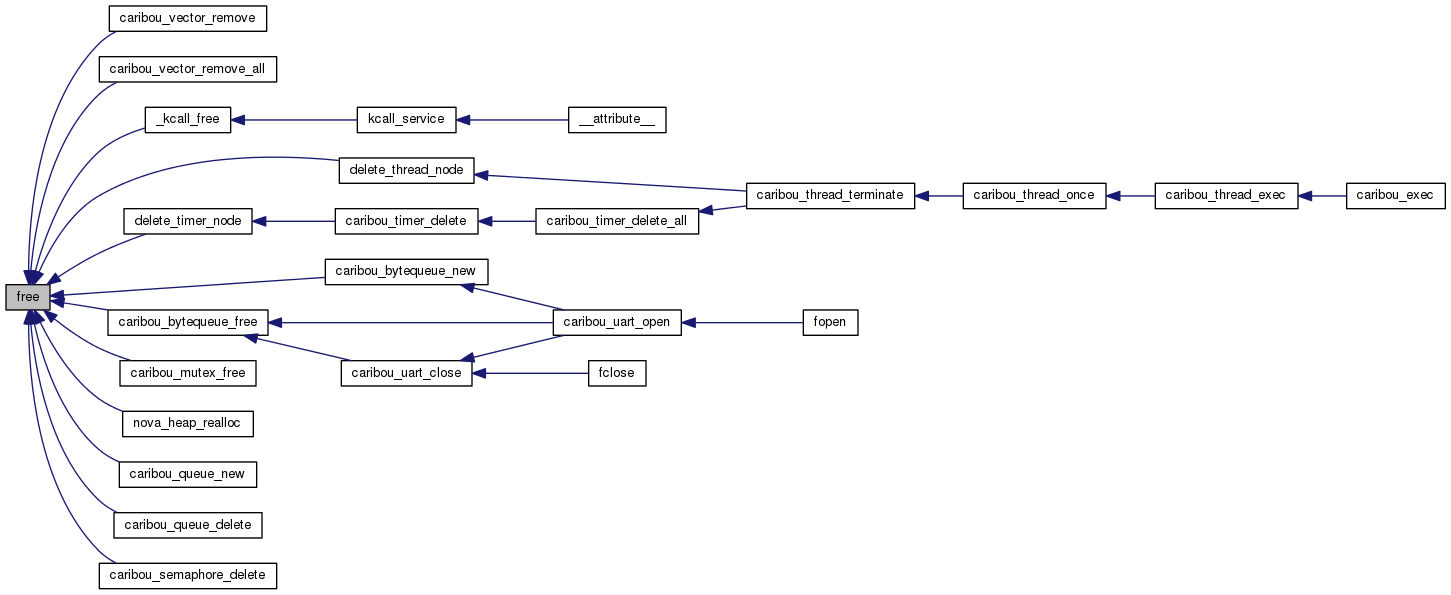 caribou_vector_remove
caribou_vector_remove_all
_kcall_free
kcall_service
__attribute__
delete_thread_node
caribou_thread_terminate
caribou_thread_once
caribou_thread_exec
caribou_exec
delete_timer_node
caribou_timer_delete
caribou_timer_delete_all
caribou_bytequeue_new
free
caribou_bytequeue_free
caribou_uart_open
fopen
caribou_mutex_free
caribou_uart_close
fclose
nova_heap_realloc
caribou_queue_new
caribou_queue_delete
caribou_semaphore_delete